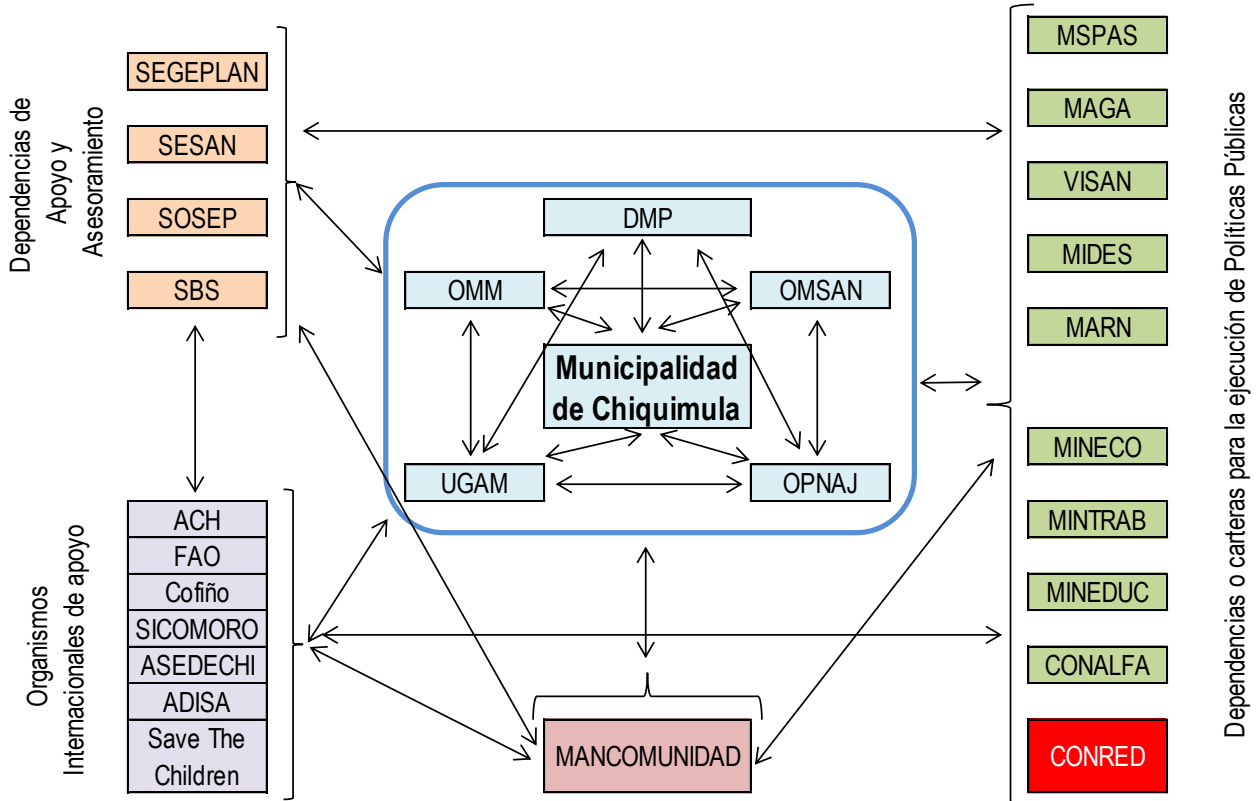 Dependencias de
Apoyo y
Asesoramiento
SEGEPLAN
SESAN
SOSEP
SBS
Organismos
Internacionales de apoyo
ACH
FAO
Cofiño
SICOMORO
ASEDECHI
ADISA
Save The
Children
DMP
OMM
OMSAN
Municipalidad
de Chiquimula
UGAM
OPNAJ
MANCOMUNIDAD
MSPAS
MAGA
VISAN
MIDES
MARN
MINECO
MINTRAB
MINEDUC
CONALFA
CONRED
Dependencias o carteras para la ejecución de Políticas Públicas